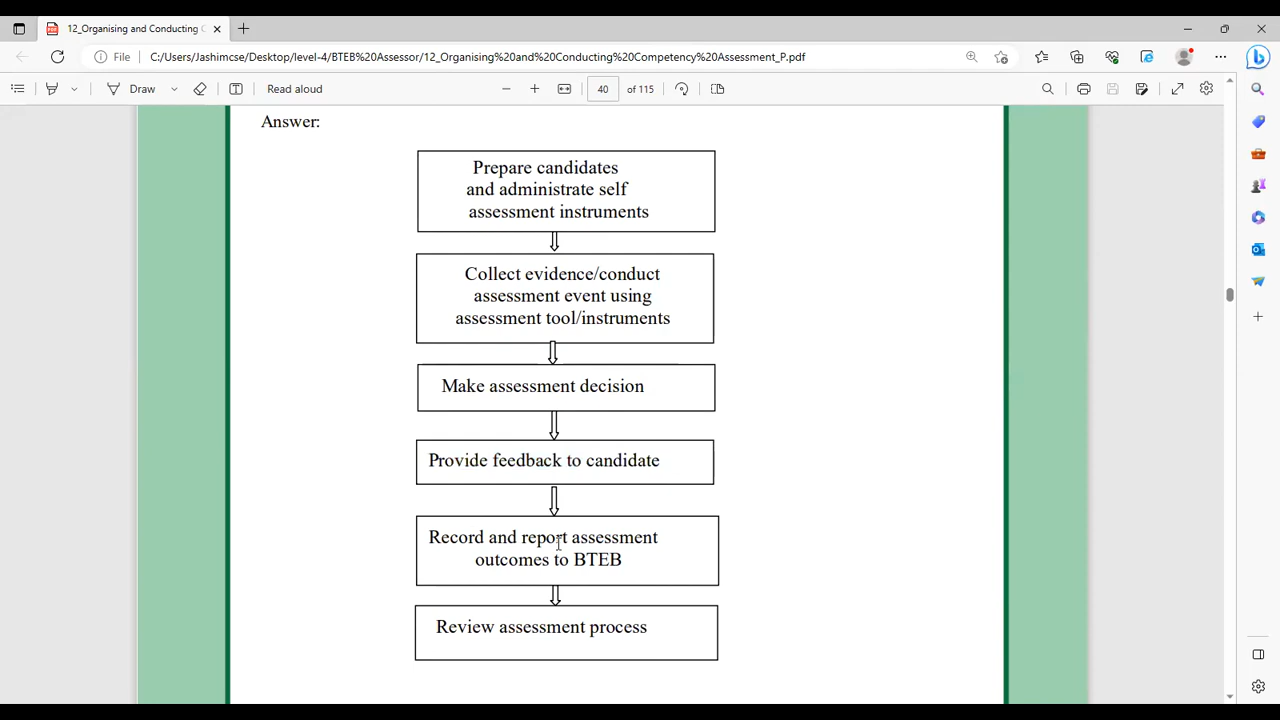 12_Organising and Conducting C
File
C:/Users/Jashimcse/Desktop/level-4/BTEB%20Assessor/12_Organising%20and%20Conducting%20Competency%20Assessment_P.pdf
Draw
Read aloud
40
of 115
Answer:
Prepare candidates
and administrate self
assessment instruments
Collect evidence/conduct
assessment event using
assessment tool/instruments
Make assessment decision
Provide feedback to candidate
Record and report assessment
outcomes to BTEB
Review assessment process